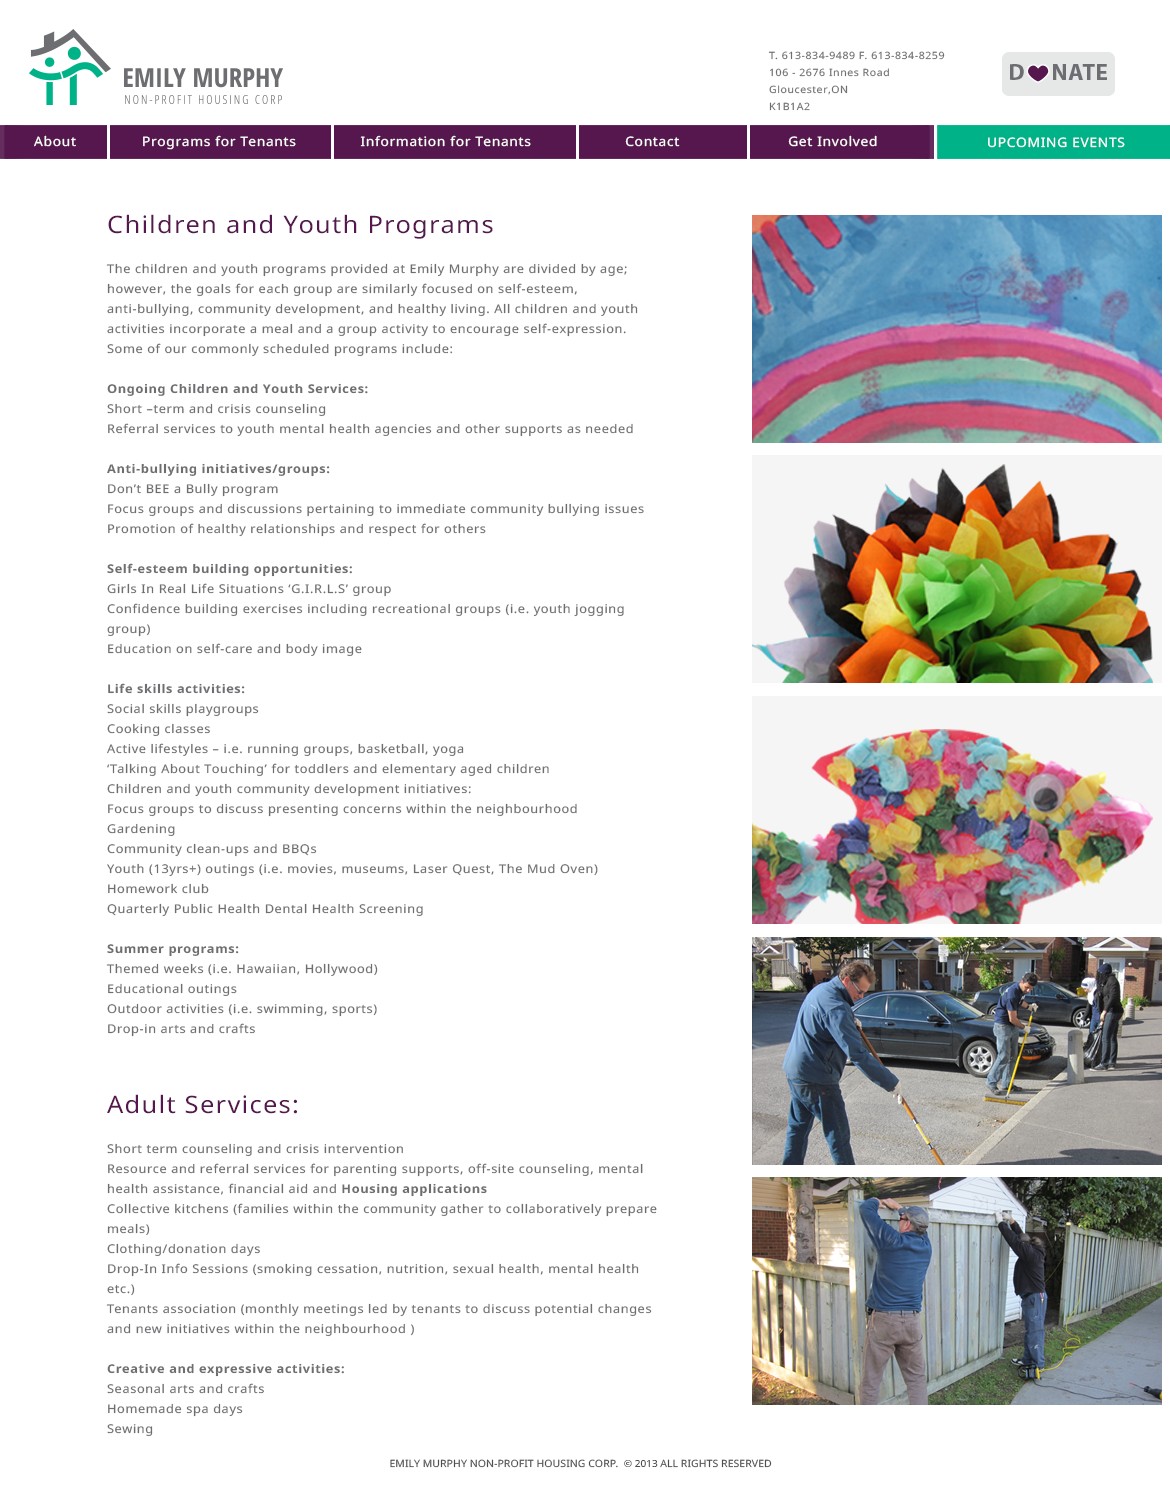 EMILY MURPHY
NON-PROFIT HOUSING CORP
T. 613-834-9489 F. 613-834-8259
106 - 2676 Innes Road
Gloucester,ON
K1B1A2
D NATE
About
Programs for Tenants
Information for Tenants
Contact
Get Involved
UPCOMING EVENTS
Children and Youth Programs
The children and youth programs provided at Emily Murphy are divided by age;
however, the goals for each group are similarly focused on self-esteem,
anti-bullying, community development, and healthy living. All children and youth
activities incorporate a meal and a group activity to encourage self-expression.
Some of our commonly scheduled programs include:
Ongoing Children and Youth Services:
Short –term and crisis counseling
Referral services to youth mental health agencies and other supports as needed
Anti-bullying initiatives/groups:
Don’t BEE a Bully program
Focus groups and discussions pertaining to immediate community bullying issues
Promotion of healthy relationships and respect for others
Self-esteem building opportunities:
Girls In Real Life Situations ‘G.I.R.L.S’ group
Confidence building exercises including recreational groups (i.e. youth jogging
group)
Education on self-care and body image
Life skills activities:
Social skills playgroups
Cooking classes
Active lifestyles – i.e. running groups, basketball, yoga
‘Talking About Touching’ for toddlers and elementary aged children
Children and youth community development initiatives:
Focus groups to discuss presenting concerns within the neighbourhood
Gardening
Community clean-ups and BBQs
Youth (13yrs+) outings (i.e. movies, museums, Laser Quest, The Mud Oven)
Homework club
Quarterly Public Health Dental Health Screening
Summer programs:
Themed weeks (i.e. Hawaiian, Hollywood)
Educational outings
Outdoor activities (i.e. swimming, sports)
Drop-in arts and crafts
Adult Services:
Short term counseling and crisis intervention
Resource and referral services for parenting supports, off-site counseling, mental
health assistance, financial aid and Housing applications
Collective kitchens (families within the community gather to collaboratively prepare
meals)
Clothing/donation days
Drop-In Info Sessions (smoking cessation, nutrition, sexual health, mental health
etc.)
Tenants association (monthly meetings led by tenants to discuss potential changes
and new initiatives within the neighbourhood )
Creative and expressive activities:
Seasonal arts and crafts
Homemade spa days
Sewing
EMILY MURPHY NON-PROFIT HOUSING CORP. © 2013 ALL RIGHTS RESERVED